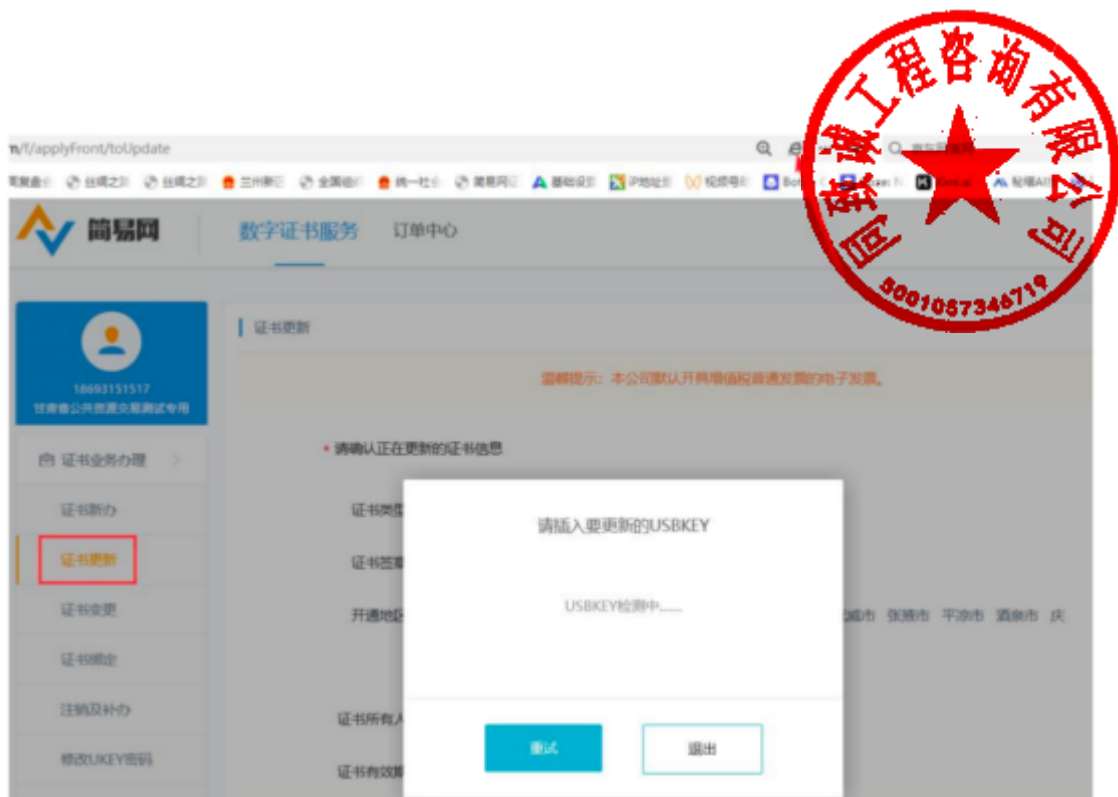 同致诚工程咨询有限公司
5001057346719
m/f/applyFront/toUpdate
简易网
数字证书服务
订单中心
18693151517
甘肃省公共资源交易测试专用
证书更新
温馨提示：本公司默认开具增值税普通发票的电子发票。
证书业务办理
* 请确认正在更新的证书信息
证书新办
证书类型
请插入要更新的USBKEY
证书更新
证书签章
USBKEY检测中......
证书变更
开通地区
威市 张掖市 平凉市 酒泉市 庆
证书绑定
注销及补办
证书所有人
重试
退出
修改UKEY密码
证书有效期